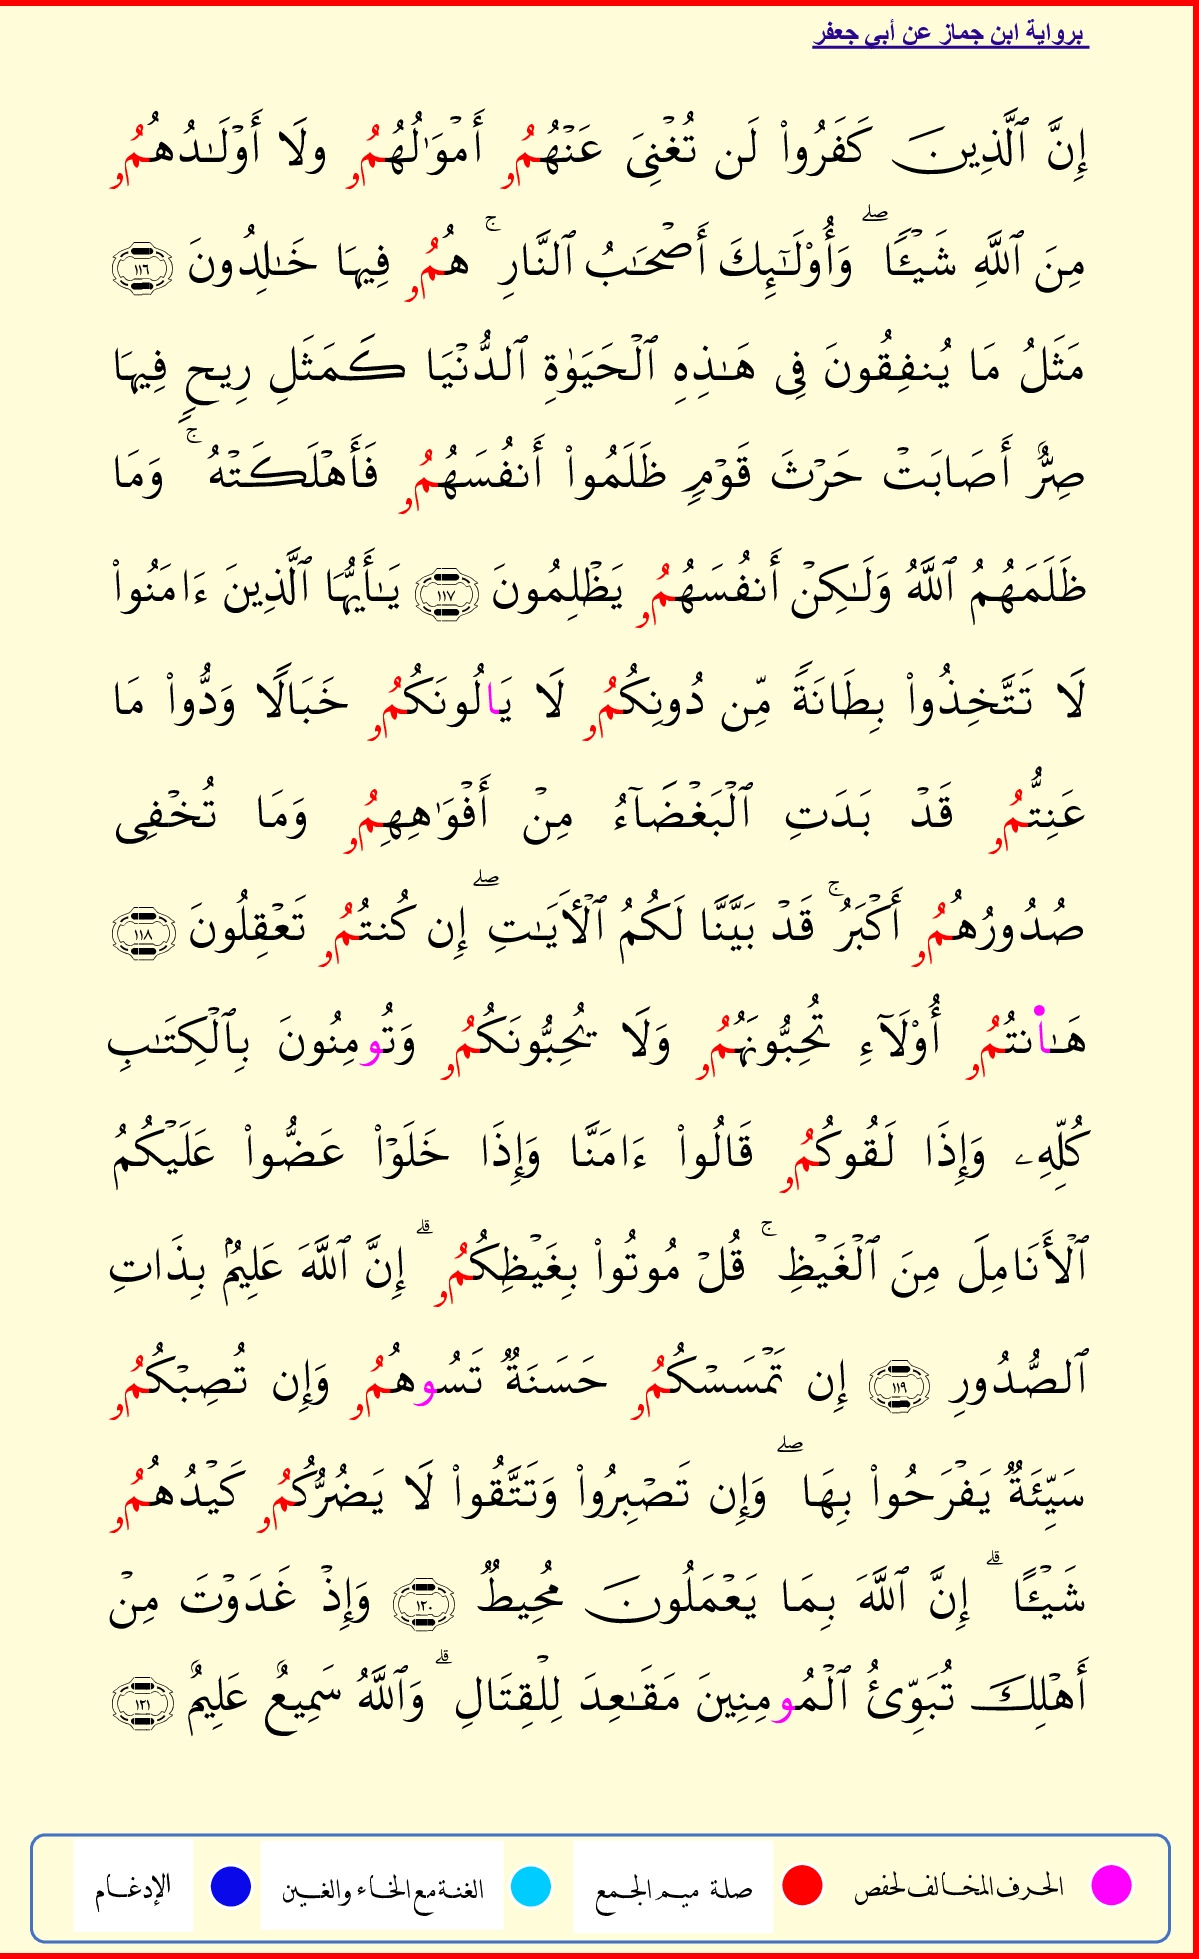 برواية ابن جماز عن أبي جعفر
إِنَّ ٱلَّذِينَ كَفَرُوا۟ لَن تُغْنِىَ عَنْهُمُۥ أَمْوَٰلُهُمُۥ ولَا أَوْلَـٰدُهُمُۥ
مِنَ ٱللَّهِ شَيْـًٔا ۖ وَأُو۟لَـٰٓئِكَ أَصْحَـٰبُ ٱلنَّارِ ۚ هُمُۥ فِيهَا خَـٰلِدُونَ ١١٦
مَثَلُ مَا يُنفِقُونَ فِى هَـٰذِهِ ٱلْحَيَوٰةِ ٱلدُّنْيَا كَمَثَلِ رِيحٍ فِيهَا
صِرٌّ أَصَابَتْ حَرْثَ قَوْمٍ ظَلَمُوا۟ أَنفُسَهُمُۥ فَأَهْلَكَتْهُ ۚ وَمَا
ظَلَمَهُمُ ٱللَّهُ وَلَـٰكِنْ أَنفُسَهُمُۥ يَظْلِمُونَ ١١٧ يَـٰأَيُّهَا ٱلَّذِينَ ءَامَنُوا۟
لَا تَتَّخِذُوا۟ بِطَانَةً مِّن دُونِكُمُۥ لَا يَالُونَكُمُۥ خَبَالًا وَدُّوا۟ مَا
عَنِتُّمُۥ قَدْ بَدَتِ ٱلْبَغْضَآءُ مِنْ أَفْوَٰهِهِمُۥ وَمَا تُخْفِى
صُدُورُهُمُۥ أَكْبَرُ ۚ قَدْ بَيَّنَّا لَكُمُ ٱلْأَيَـٰتِ ۖ إِن كُنتُمُۥ تَعْقِلُونَ ١١٨
هَـٰا۬نتُمُۥ أُو۟لَآءِ تُحِبُّونَهُمُۥ وَلَا يُحِبُّونَكُمُۥ وَتُومِنُونَ بِٱلْكِتَـٰبِ
كُلِّهِۦ وَإِذَا لَقُوكُمُۥ قَالُوا۟ ءَامَنَّا وَإِذَا خَلَوْا۟ عَضُّوا۟ عَلَيْكُمُ
ٱلْأَنَامِلَ مِنَ ٱلْغَيْظِ ۚ قُلْ مُوتُوا۟ بِغَيْظِكُمُۥ ۗ إِنَّ ٱللَّهَ عَلِيمٌۢ بِذَاتِ
ٱلصُّدُورِ ١١٩ إِن تَمْسَسْكُمُۥ حَسَنَةٌ تَسُوهُمُۥ وَإِن تُصِبْكُمُۥ
سَيِّئَةٌ يَفْرَحُوا۟ بِهَا ۖ وَإِن تَصْبِرُوا۟ وَتَتَّقُوا۟ لَا يَضُرُّكُمُۥ كَيْدُهُمُۥ
شَيْـًٔا ۗ إِنَّ ٱللَّهَ بِمَا يَعْمَلُونَ مُحِيطٌ ١٢٠ وَإِذْ غَدَوْتَ مِنْ
أَهْلِكَ تُبَوِّئُ ٱلْمُومِنِينَ مَقَـٰعِدَ لِلْقِتَالِ ۗ وَٱللَّهُ سَمِيعٌ عَلِيمٌ ١٢١
الحرف المخالف لحفص صلة ميم الجمع الغنة مع الخاء والغين الإدغام